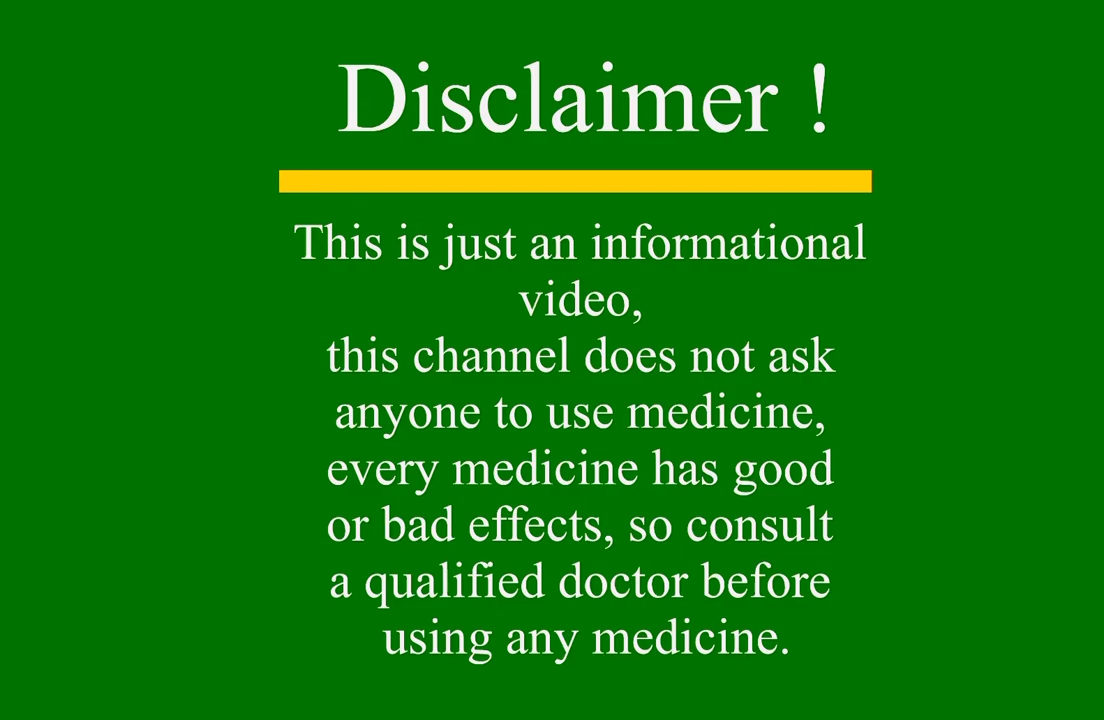 Disclaimer !
This is just an informational
video,
this channel does not ask
anyone to use medicine,
every medicine has good
or bad effects, so consult
a qualified doctor before
using any medicine.